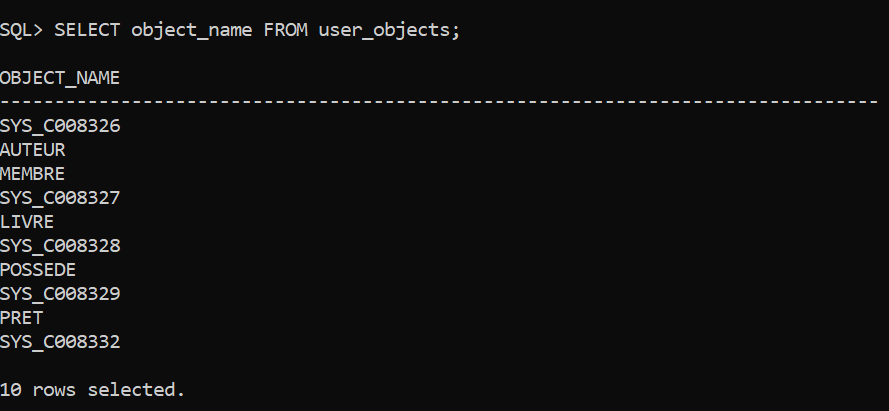 SQL> SELECT object_name FROM user_objects;
OBJECT_NAME
--------------------------------------------------------------------------------
SYS_C008326
AUTEUR
MEMBRE
SYS_C008327
LIVRE
SYS_C008328
POSSEDE
SYS_C008329
PRET
SYS_C008332
10 rows selected.